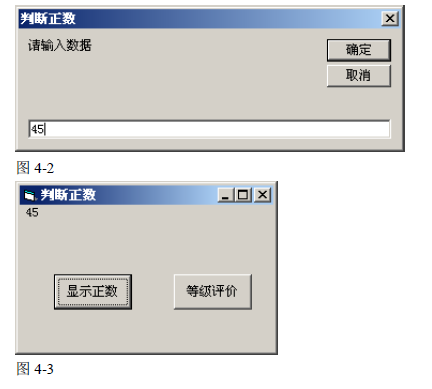 判断正数
请输入数据
确定
取消
45
图 4-2
判断正数
45
显示正数
等级评价
图 4-3